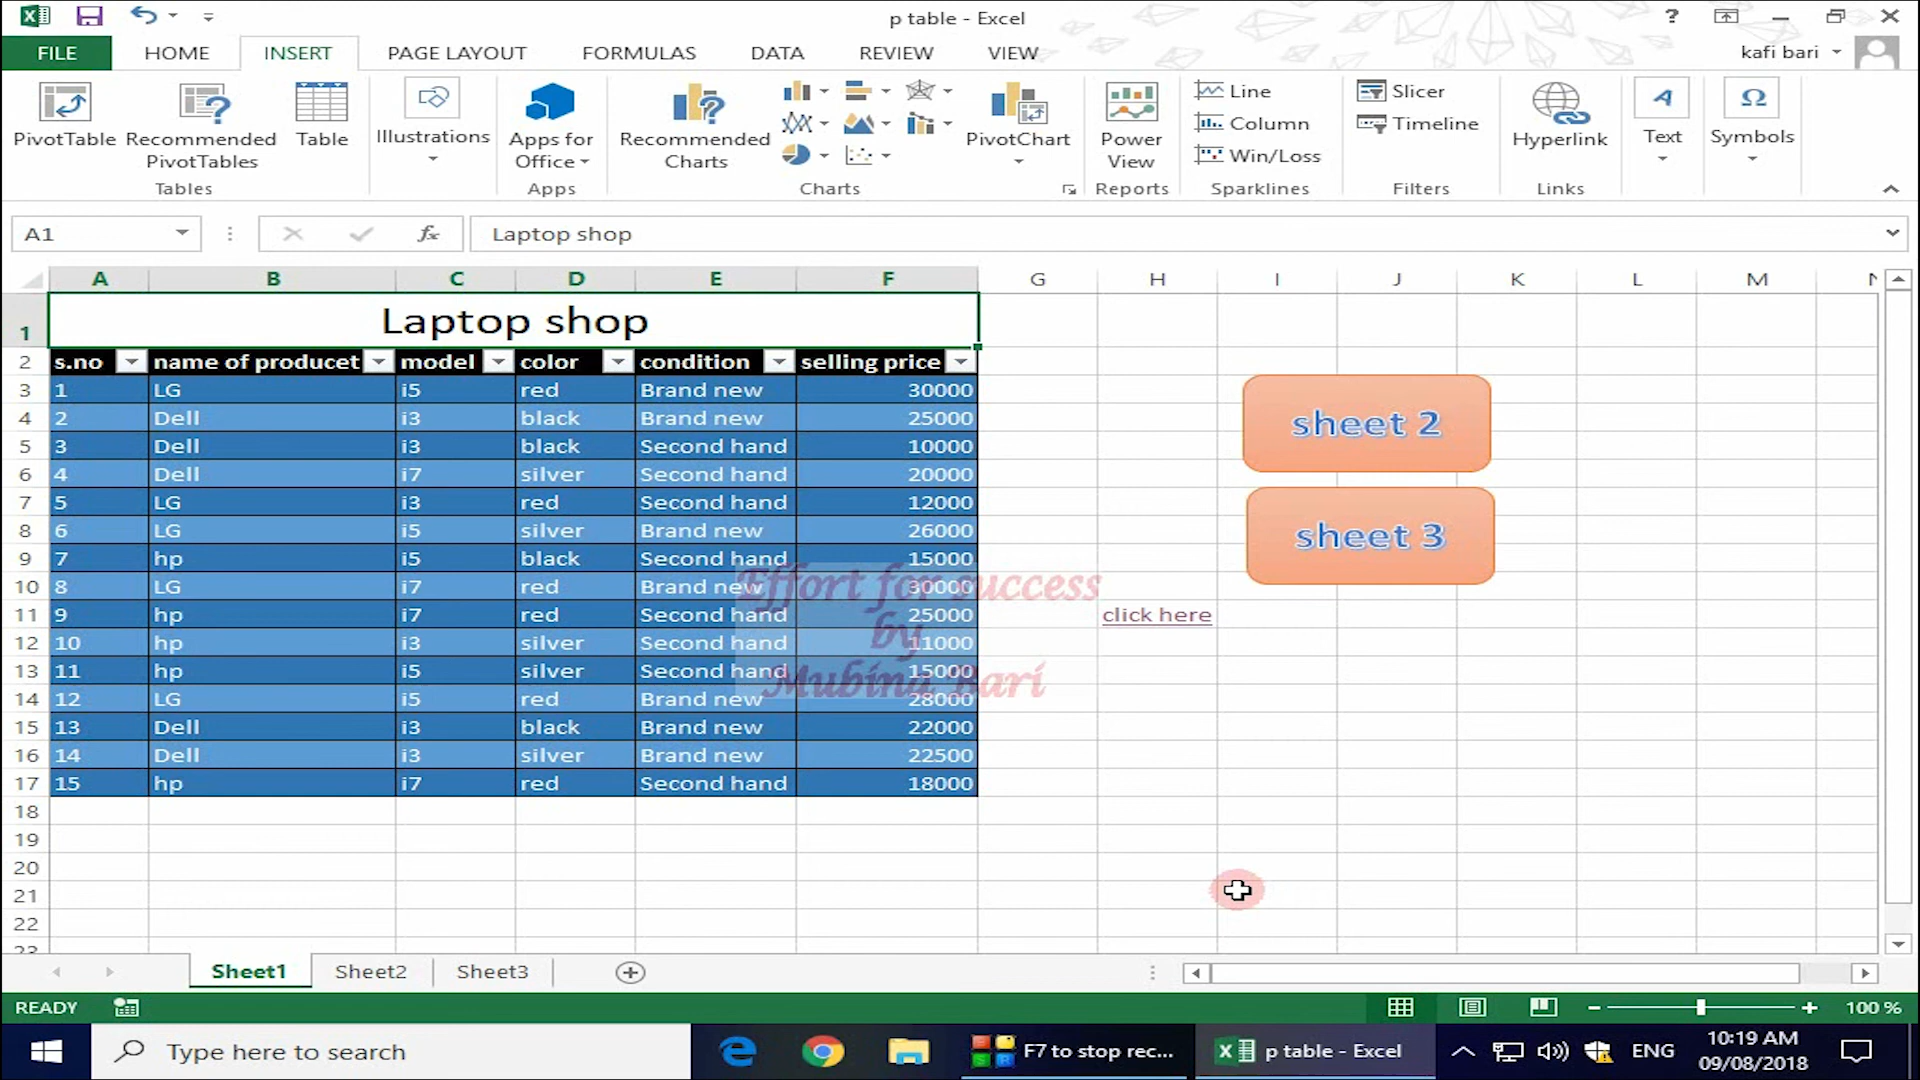 p table - Excel
FILE HOME INSERT PAGE LAYOUT FORMULAS DATA REVIEW VIEW kafi bari
PivotTable Recommended PivotTables Table Illustrations Apps for Office Recommended Charts PivotChart Power View Line Column Win/Loss Slicer Timeline Hyperlink Text Symbols
Tables Apps Charts Reports Sparklines Filters Links
A1 fx Laptop shop
A B C D E F G H I J K L M N
1 Laptop shop
2 s.no name of producet model color condition selling price
3 1 LG i5 red Brand new 30000
4 2 Dell i3 black Brand new 25000
5 3 Dell i3 black Second hand 10000
6 4 Dell i7 silver Second hand 20000
7 5 LG i3 red Second hand 12000
8 6 LG i5 silver Brand new 26000
9 7 hp i5 black Second hand 15000
10 8 LG i7 red Brand new 30000
11 9 hp i7 red Second hand 25000
12 10 hp i3 silver Second hand 11000
13 11 hp i5 silver Second hand 15000
14 12 LG i5 red Brand new 28000
15 13 Dell i3 black Brand new 22000
16 14 Dell i3 silver Brand new 22500
17 15 hp i7 red Second hand 18000
18
19
20
21
22
23
sheet 2
sheet 3
click here
Effort for success
by
Mubina Bari
Sheet1 Sheet2 Sheet3
READY 100 %
Type here to search F7 to stop rec... p table - Excel ENG 10:19 AM
09/08/2018